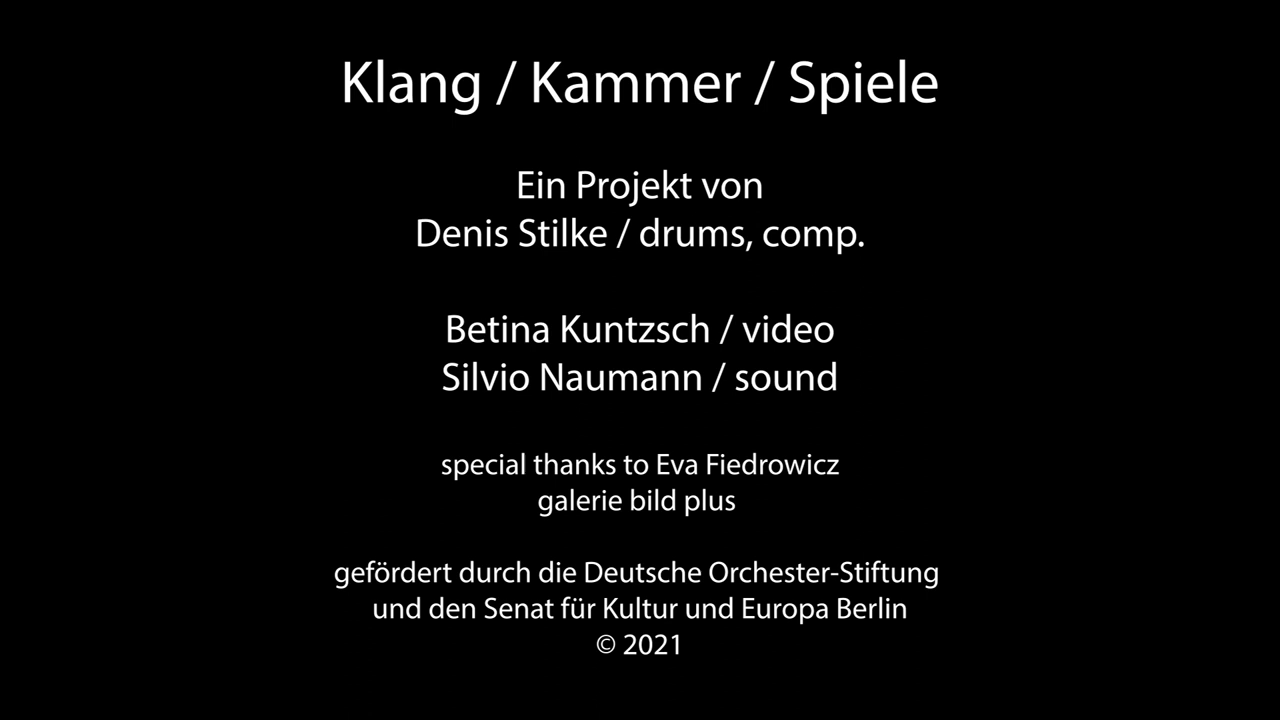 Klang / Kammer / Spiele
Ein Projekt von
Denis Stilke / drums, comp.
Betina Kuntzsch / video
Silvio Naumann / sound
special thanks to Eva Fiedrowicz
galerie bild plus
gefördert durch die Deutsche Orchester-Stiftung
und den Senat für Kultur und Europa Berlin
© 2021